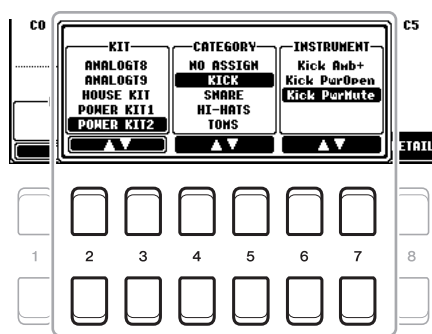 C0 C5
KIT CATEGORY INSTRUMENT
ANALOGT8 NO ASSIGN Kick Amb+
ANALOGT9 KICK Kick PwrOpen
HOUSE KIT SNARE Kick PwrMute
POWER KIT1 HI-HATS
POWER KIT2 TOMS
ETAIL
1 2 3 4 5 6 7 8